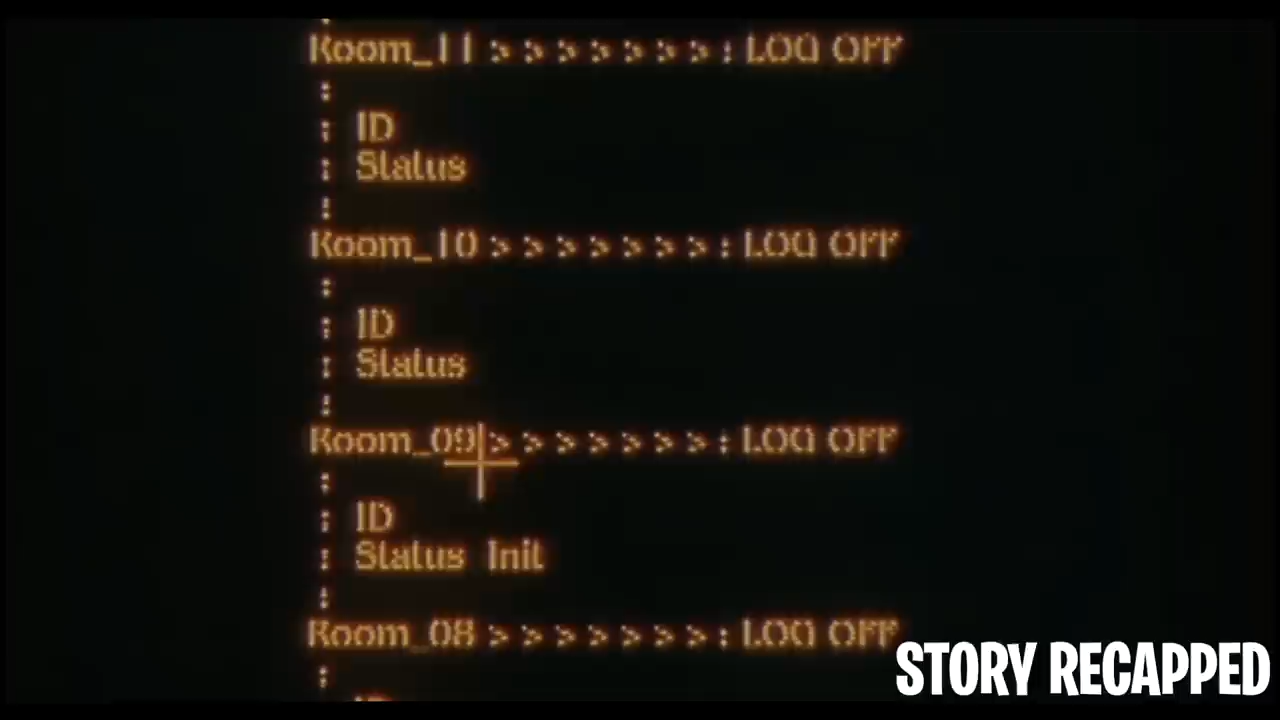 Room_11 > > > > > > > : LOG OFF
:
: ID
: Status
:
Room_10 > > > > > > > : LOG OFF
:
: ID
: Status
:
Room_09 > > > > > > > : LOG OFF
:
: ID
: Status Init
:
Room_08 > > > > > > > : LOG OFF
:
STORY RECAPPED